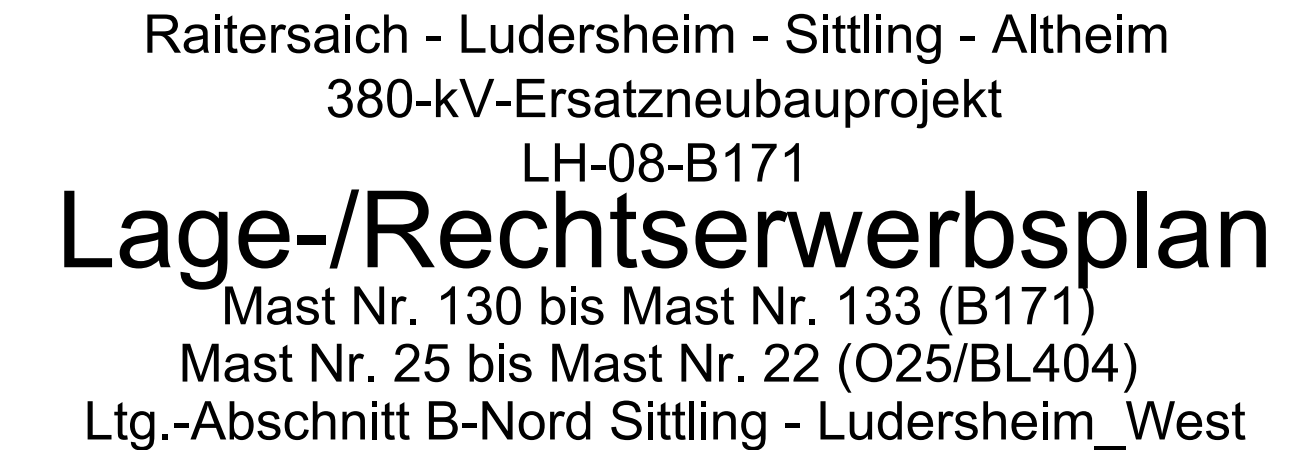 Raitersaich - Ludersheim - Sittling - Altheim
380-kV-Ersatzneubauprojekt
LH-08-B171
Lage-/Rechtserwerbsplan
Mast Nr. 130 bis Mast Nr. 133 (B171)
Mast Nr. 25 bis Mast Nr. 22 (O25/BL404)
Ltg.-Abschnitt B-Nord Sittling - Ludersheim_West